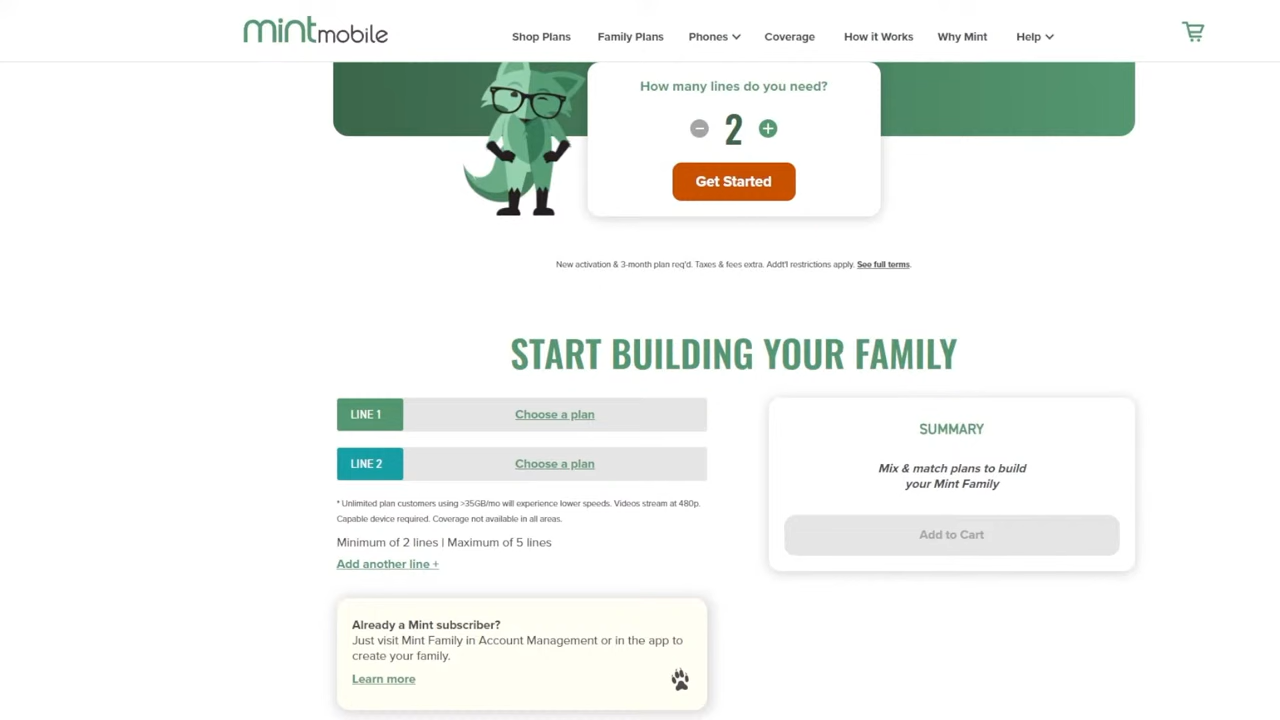 mintmobile
Shop Plans Family Plans Phones Coverage How it Works Why Mint Help
How many lines do you need?
2
Get Started
New activation & 3-month plan req'd. Taxes & fees extra. Addt'l restrictions apply. See full terms.
START BUILDING YOUR FAMILY
LINE 1 Choose a plan
LINE 2 Choose a plan
* Unlimited plan customers using >35GB/mo will experience lower speeds. Videos stream at 480p.
Capable device required. Coverage not available in all areas.
Minimum of 2 lines | Maximum of 5 lines
Add another line +
SUMMARY
Mix & match plans to build
your Mint Family
Add to Cart
Already a Mint subscriber?
Just visit Mint Family in Account Management or in the app to
create your family.
Learn more